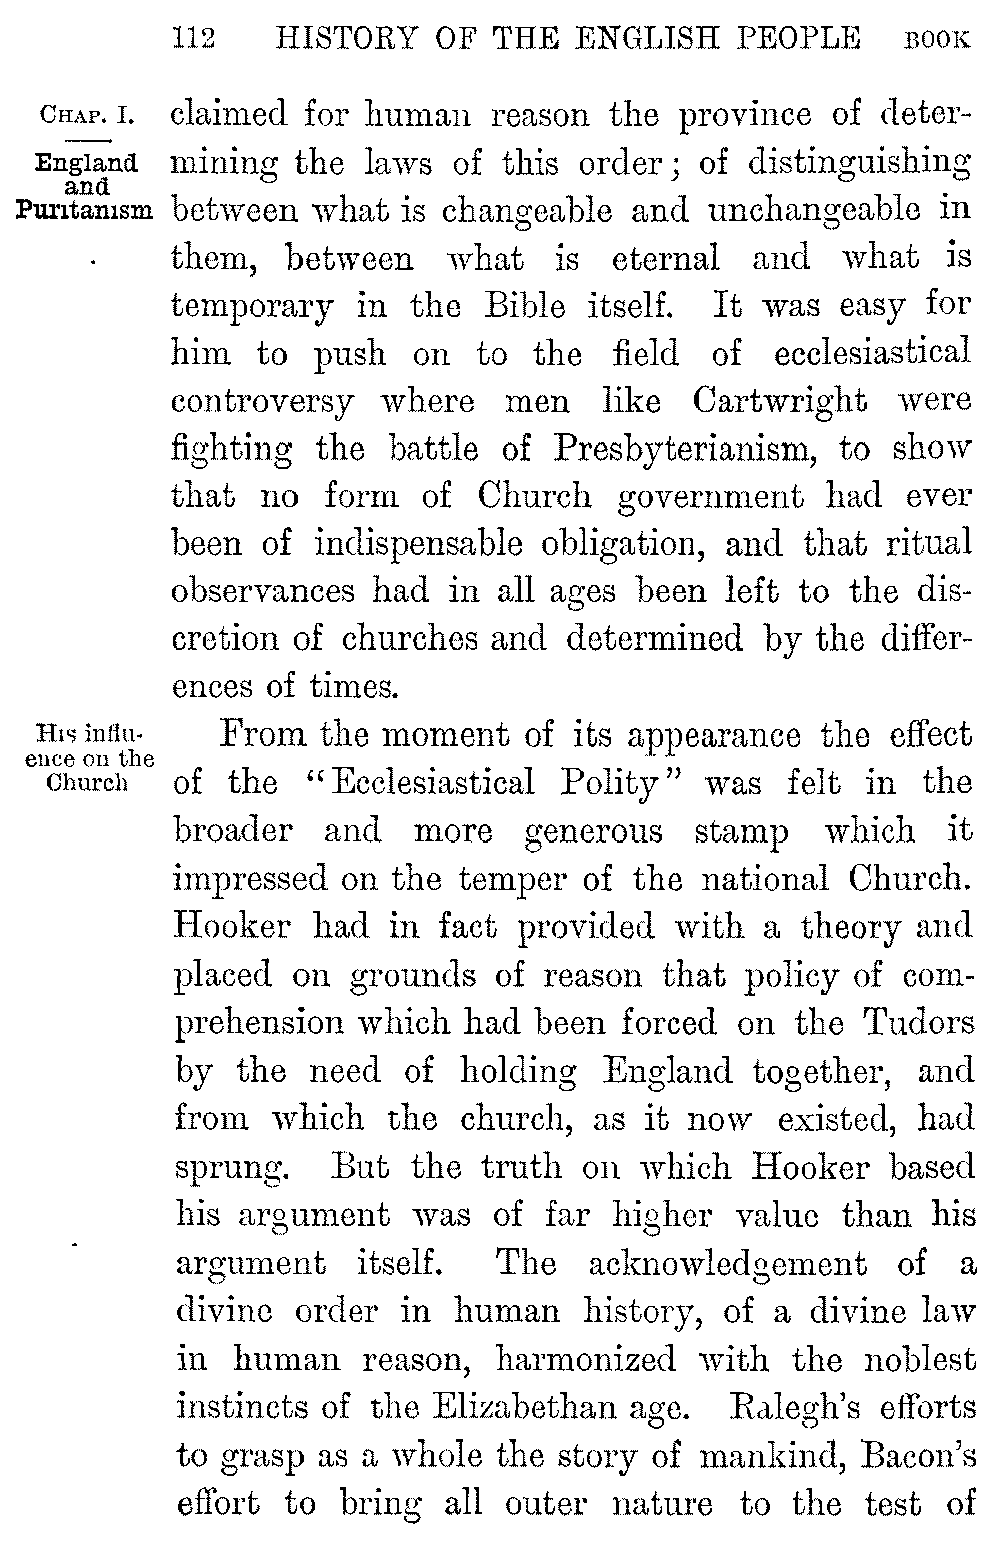 112 HISTORY OF THE ENGLISH PEOPLE BOOK
CHAP. I.
England
and
Puritanism
claimed for human reason the province of deter-
mining the laws of this order; of distinguishing
between what is changeable and unchangeable in
them, between what is eternal and what is
temporary in the Bible itself. It was easy for
him to push on to the field of ecclesiastical
controversy where men like Cartwright were
fighting the battle of Presbyterianism, to show
that no form of Church government had ever
been of indispensable obligation, and that ritual
observances had in all ages been left to the dis-
cretion of churches and determined by the differ-
ences of times.
His influ-
ence on the
Church
From the moment of its appearance the effect
of the "Ecclesiastical Polity" was felt in the
broader and more generous stamp which it
impressed on the temper of the national Church.
Hooker had in fact provided with a theory and
placed on grounds of reason that policy of com-
prehension which had been forced on the Tudors
by the need of holding England together, and
from which the church, as it now existed, had
sprung. But the truth on which Hooker based
his argument was of far higher value than his
argument itself. The acknowledgement of a
divine order in human history, of a divine law
in human reason, harmonized with the noblest
instincts of the Elizabethan age. Ralegh's efforts
to grasp as a whole the story of mankind, Bacon's
effort to bring all outer nature to the test of